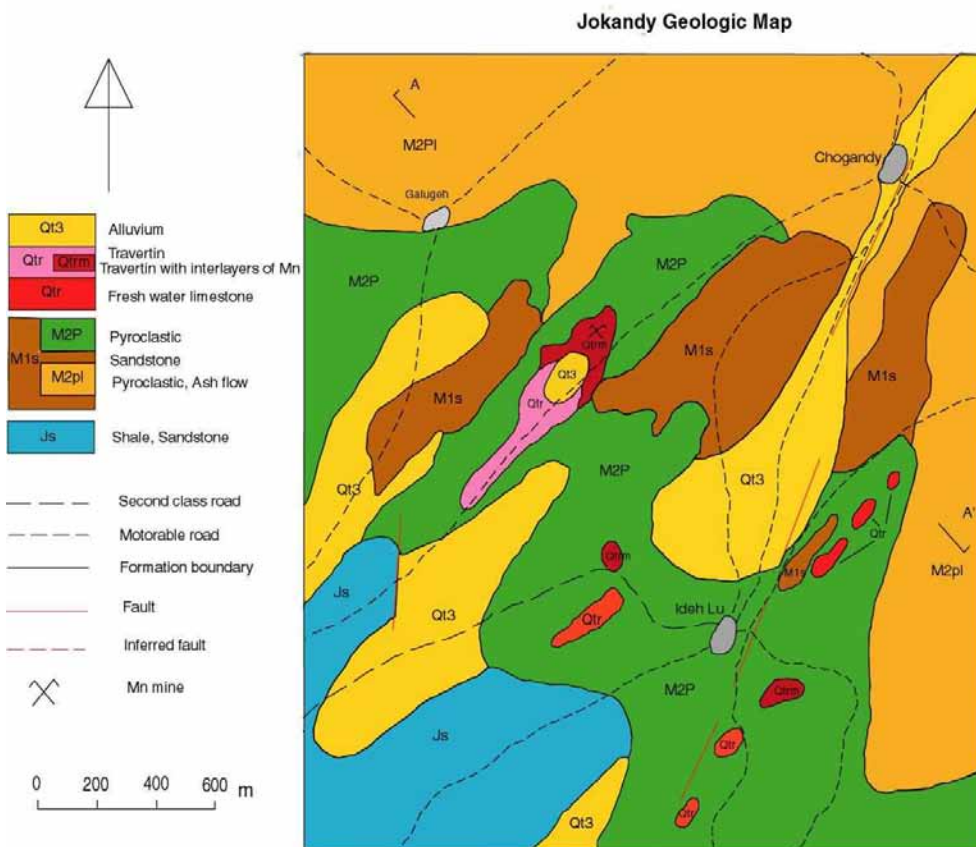 Jokandy Geologic Map
A
M2Pl
Chogandy
Galugeh
Qt3 Alluvium
Qtr Qtrm Travertin
Travertin with interlayers of Mn
Qtr Fresh water limestone
M2P Pyroclastic
M1s Sandstone
M2pl Pyroclastic, Ash flow
Js Shale, Sandstone
Second class road
Motorable road
Formation boundary
Fault
Inferred fault
Mn mine
0 200 400 600 m
M2P
M2P
Qtrm
M1s
Qt3
M1s
M1s
Qtr
M2P
Qt3
Qt3
A'
Qtr
M1s
M2pl
Qtrm
Js
Qt3
Ideh Lu
Qtr
M2P
Qtrm
Js
Qtr
Qtr
Qt3